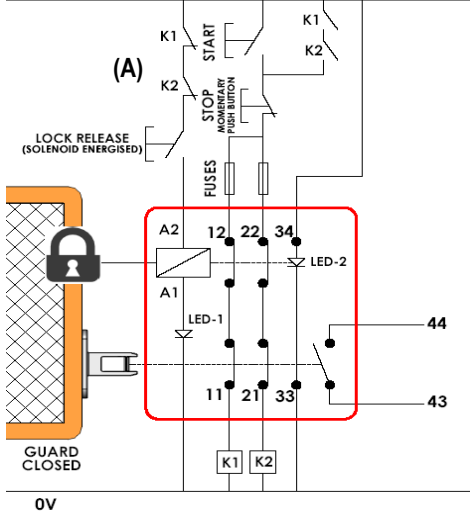 K1
START
K1
K2
(A)
K2
STOP
MOMENTARY
PUSH BUTTON
LOCK RELEASE
(SOLENOID ENERGISED)
FUSES
A2
12
22
34
LED-2
A1
LED-1
44
11
21
33
43
K1
K2
GUARD
CLOSED
0V